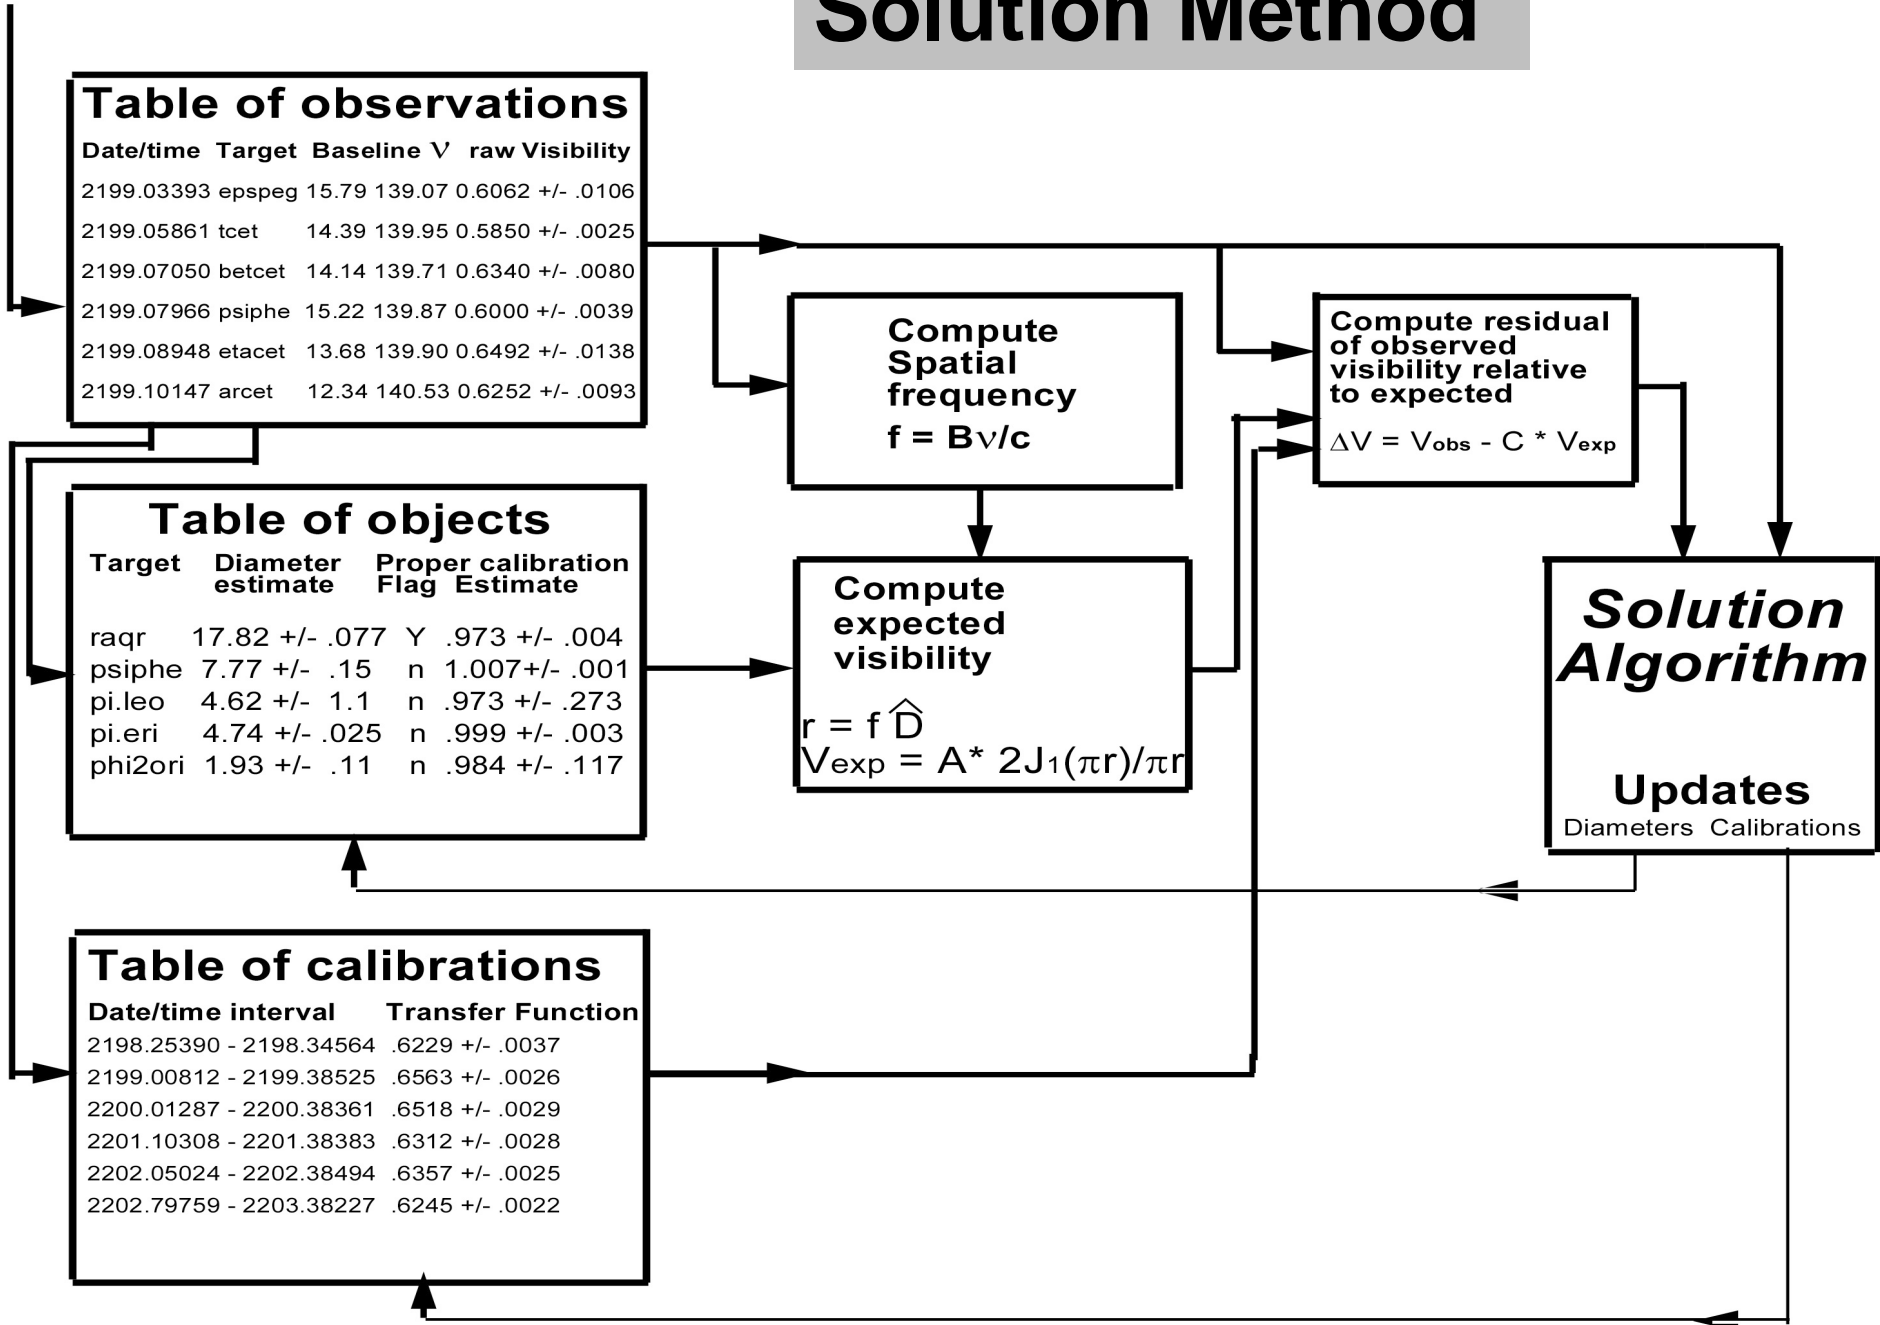 Solution Method
Table of observations
Date/time Target Baseline ν raw Visibility
2199.03393 epspeg 15.79 139.07 0.6062 +/- .0106
2199.05861 tcet 14.39 139.95 0.5850 +/- .0025
2199.07050 betcet 14.14 139.71 0.6340 +/- .0080
2199.07966 psiphe 15.22 139.87 0.6000 +/- .0039
2199.08948 etacet 13.68 139.90 0.6492 +/- .0138
2199.10147 arcet 12.34 140.53 0.6252 +/- .0093
Compute
Spatial
frequency
f = Bν/c
Compute residual
of observed
visibility relative
to expected
ΔV = Vobs - C * Vexp
Table of objects
Target Diameter Proper calibration
estimate Flag Estimate
raqr 17.82 +/- .077 Y .973 +/- .004
psiphe 7.77 +/- .15 n 1.007+/- .001
pi.leo 4.62 +/- 1.1 n .973 +/- .273
pi.eri 4.74 +/- .025 n .999 +/- .003
phi2ori 1.93 +/- .11 n .984 +/- .117
Compute
expected
visibility
r = f D̂
Vexp = A* 2J1(πr)/πr
Solution
Algorithm
Updates
Diameters Calibrations
Table of calibrations
Date/time interval Transfer Function
2198.25390 - 2198.34564 .6229 +/- .0037
2199.00812 - 2199.38525 .6563 +/- .0026
2200.01287 - 2200.38361 .6518 +/- .0029
2201.10308 - 2201.38383 .6312 +/- .0028
2202.05024 - 2202.38494 .6357 +/- .0025
2202.79759 - 2203.38227 .6245 +/- .0022